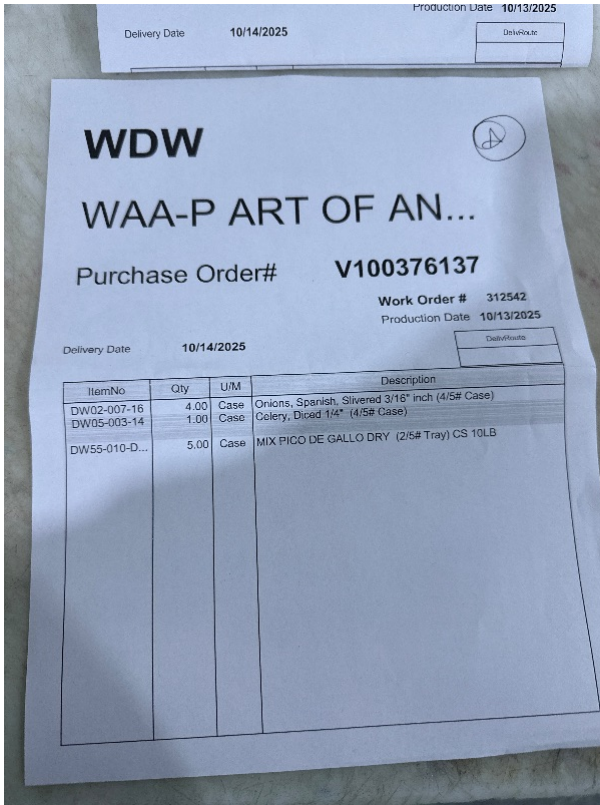 Production Date 10/13/2025
Delivery Date 10/14/2025
DelivRoute
WDW
WAA-P ART OF AN...
Purchase Order# V100376137
Work Order # 312542
Production Date 10/13/2025
Delivery Date 10/14/2025
DelivRoute
ItemNo Qty U/M Description
DW02-007-16 4.00 Case Onions, Spanish, Slivered 3/16" inch (4/5# Case)
DW05-003-14 1.00 Case Celery, Diced 1/4" (4/5# Case)
DW55-010-D... 5.00 Case MIX PICO DE GALLO DRY (2/5# Tray) CS 10LB